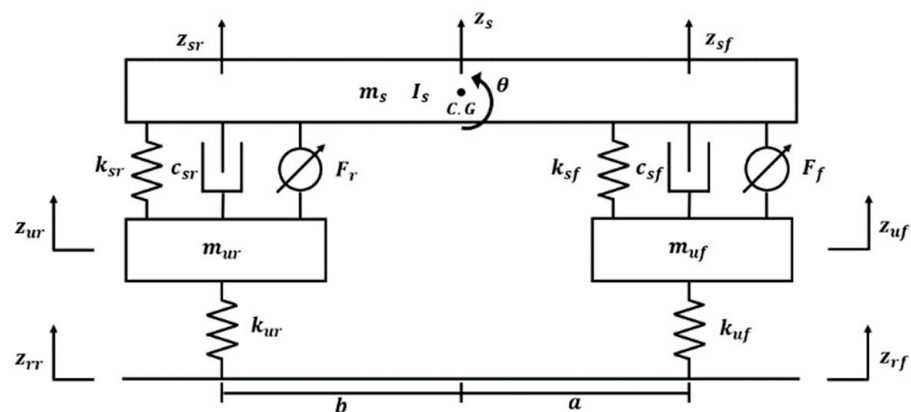 z_sr z_s z_sf
m_s I_s C.G θ
k_sr c_sr F_r k_sf c_sf F_f
z_ur m_ur m_uf z_uf
k_ur k_uf
z_rr z_rf
b a